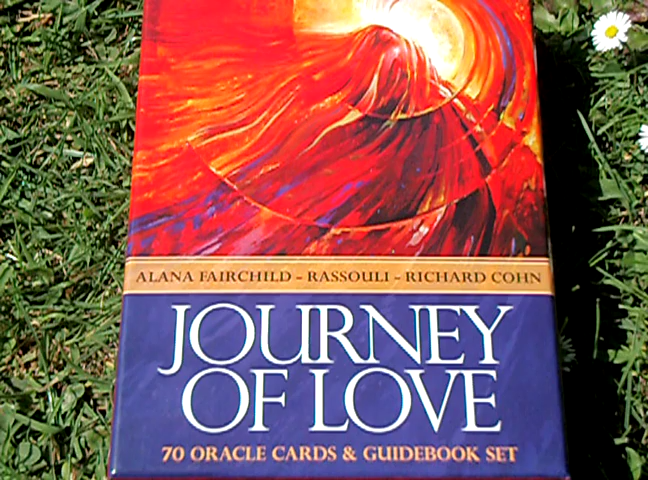 ALANA FAIRCHILD - RASSOULI - RICHARD COHN
JOURNEY
OF LOVE
70 ORACLE CARDS & GUIDEBOOK SET